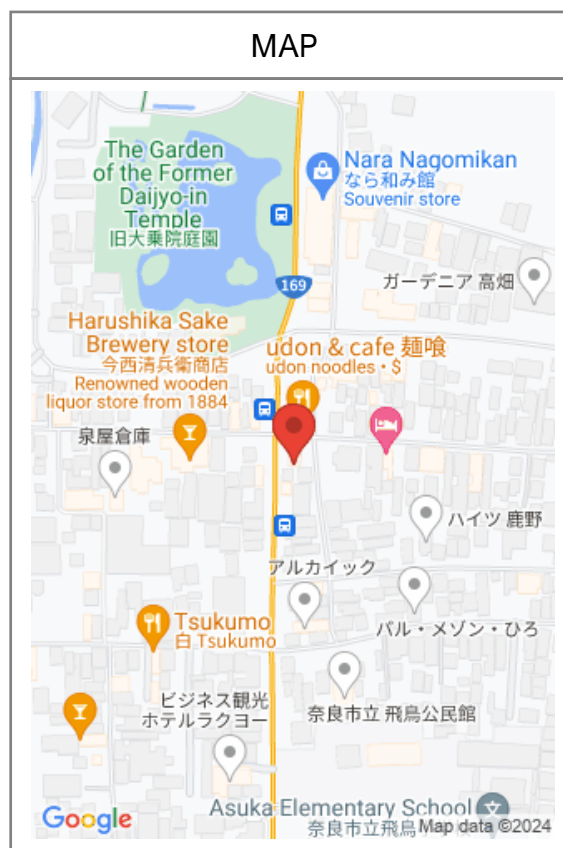 MAP
The Garden
of the Former
Daijyo-in
Temple
旧大乗院庭園
Nara Nagomikan
なら和み館
Souvenir store
169
ガーデニア 高畑
Harushika Sake
Brewery store
今西清兵衛商店
Renowned wooden
liquor store from 1884
udon & cafe 麺喰
udon noodles • $
泉屋倉庫
ハイツ 鹿野
アルカイック
Tsukumo
白 Tsukumo
パル・メゾン・ひろ
ビジネス観光
ホテルラクヨー
奈良市立 飛鳥公民館
Asuka Elementary School
奈良市立飛鳥
Google
Map data ©2024